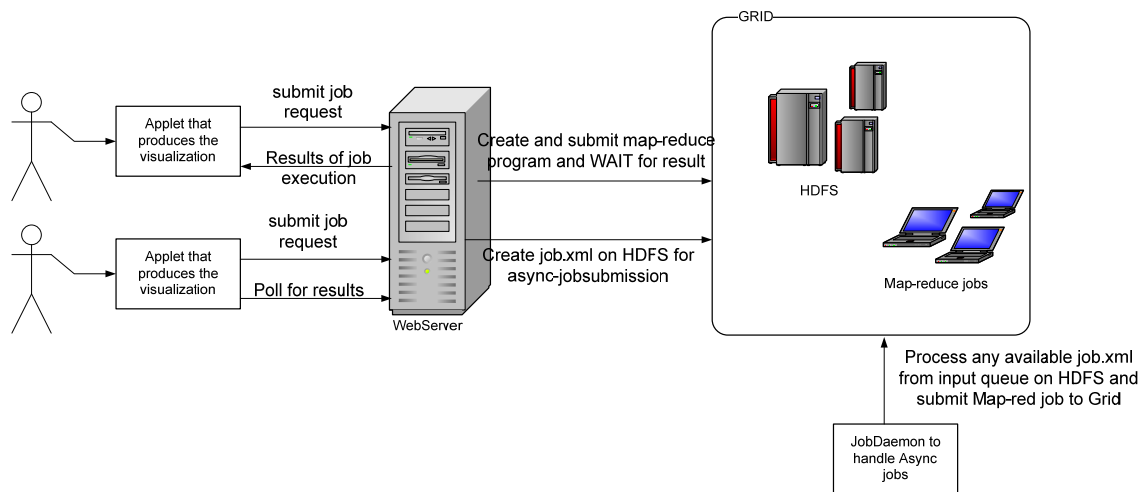 GRID
submit job
request
Applet that
produces the
visualization
Results of job
execution
Create and submit map-reduce
program and WAIT for result
HDFS
submit job
request
Applet that
produces the
visualization
Poll for results
Create job.xml on HDFS for
async-jobsubmission
Map-reduce jobs
WebServer
Process any available job.xml
from input queue on HDFS and
submit Map-red job to Grid
JobDaemon to
handle Async
jobs